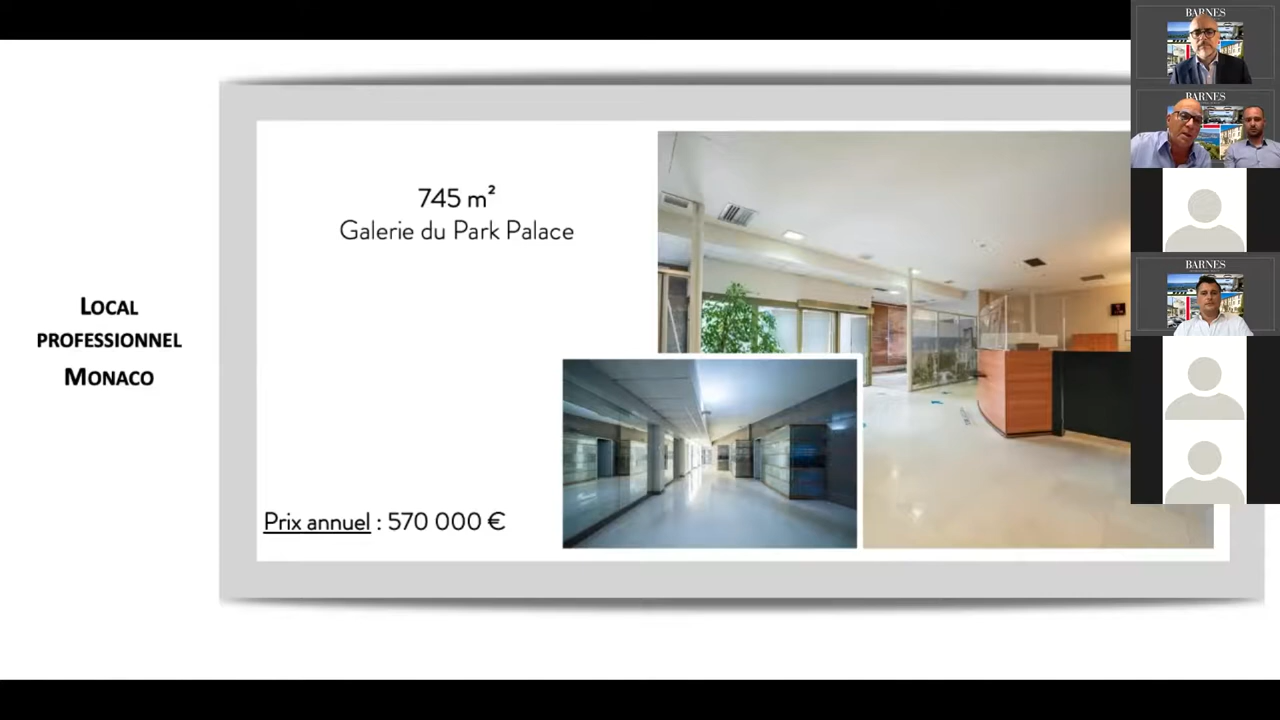 LOCAL
PROFESSIONNEL
MONACO
745 m²
Galerie du Park Palace
Prix annuel : 570 000 €
BARNES
BARNES
BARNES